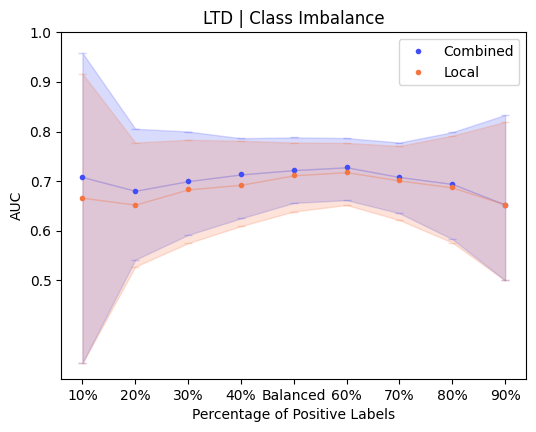 LTD | Class Imbalance
Combined
Local
1.0
0.9
0.8
0.7
0.6
0.5
AUC
10% 20% 30% 40% Balanced 60% 70% 80% 90%
Percentage of Positive Labels